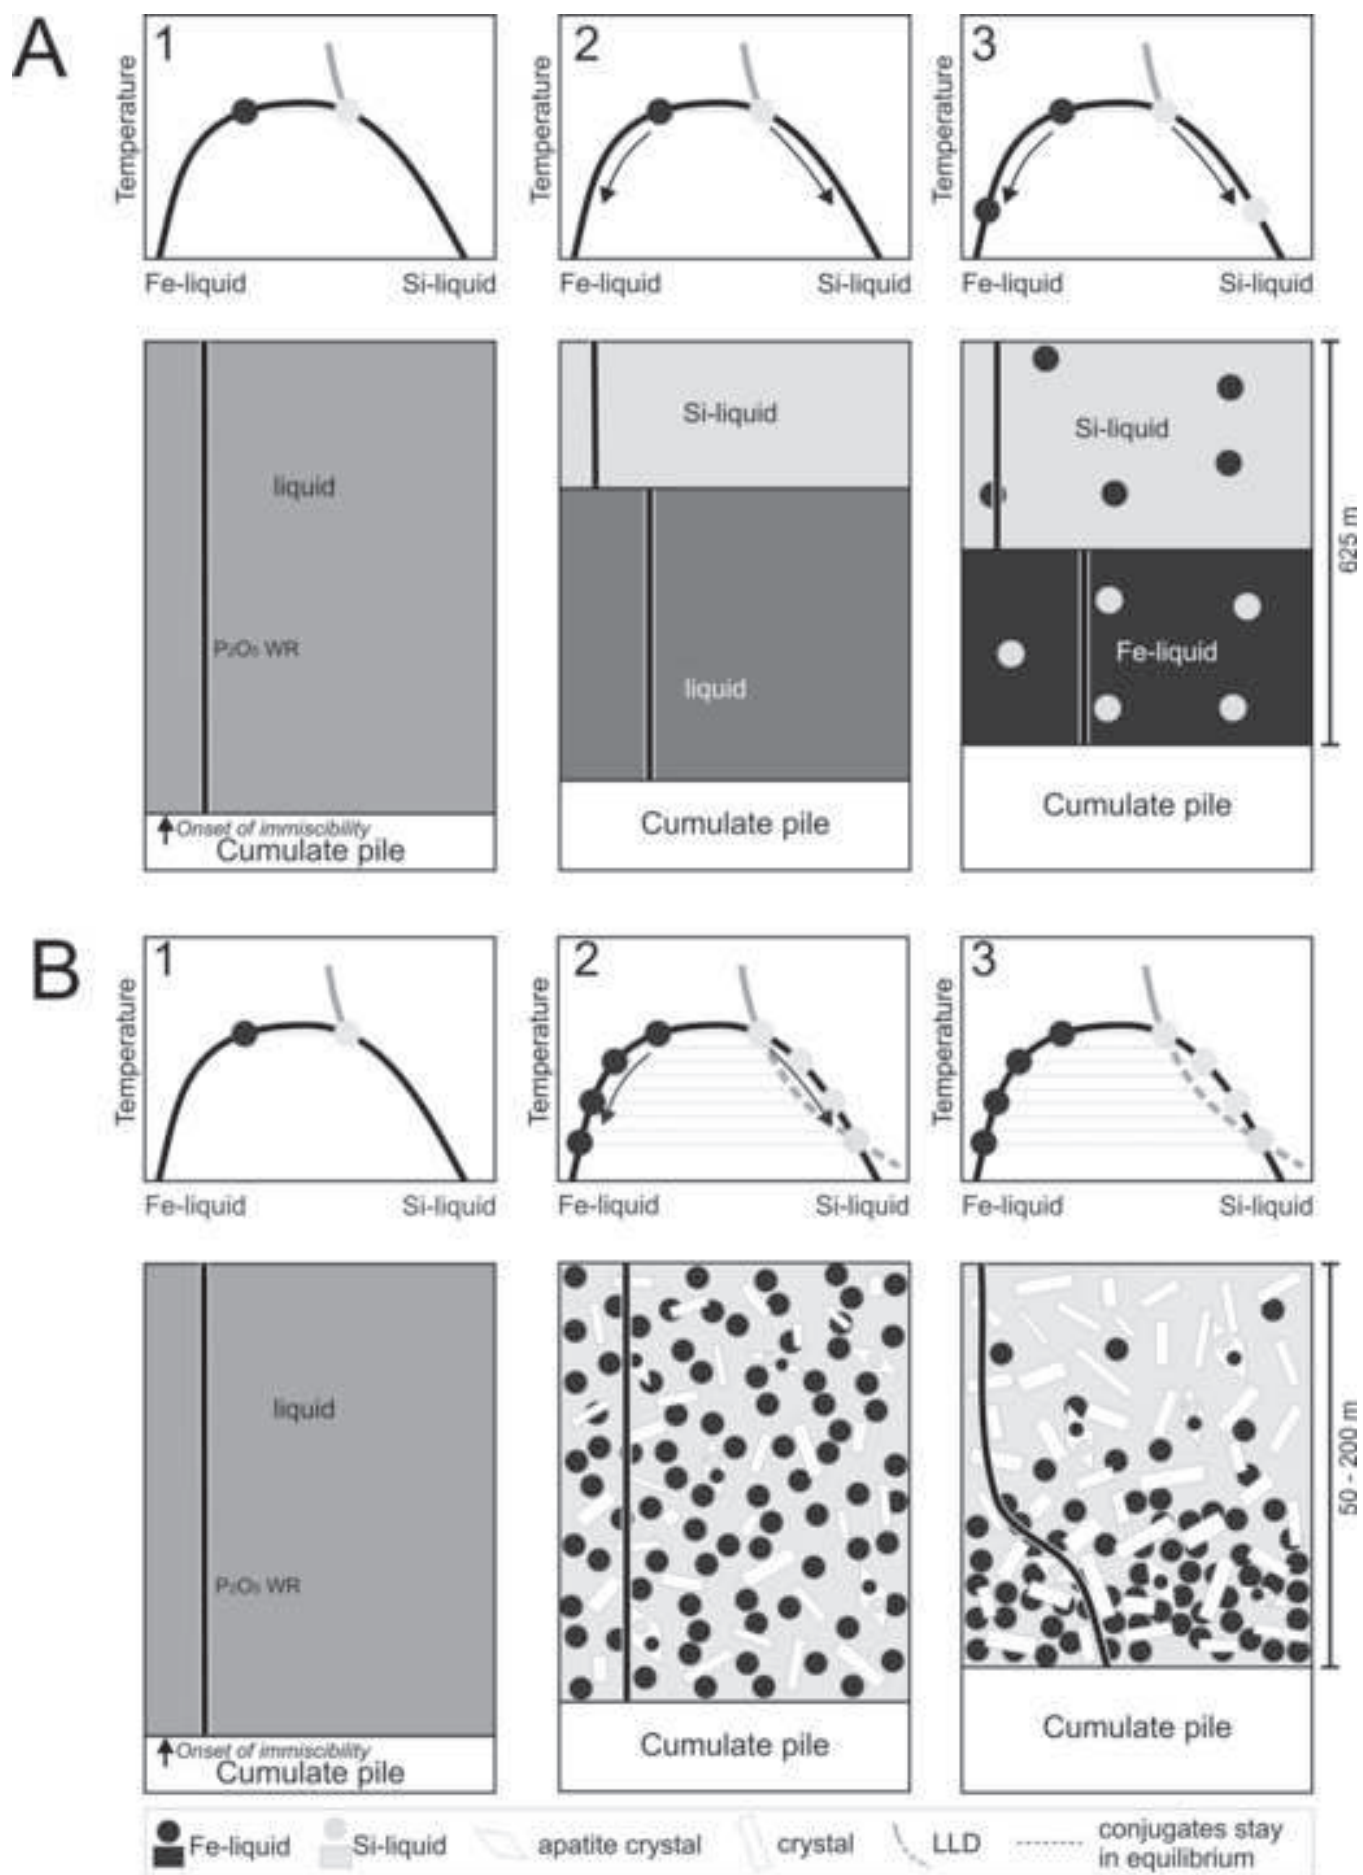 A
1
2
3
Temperature
Temperature
Temperature
Fe-liquid Si-liquid
Fe-liquid Si-liquid
Fe-liquid Si-liquid
liquid
P₂O₅ WR
Onset of immiscibility
Cumulate pile
Si-liquid
liquid
Cumulate pile
Si-liquid
Fe-liquid
Cumulate pile
625 m
B
1
2
3
Temperature
Temperature
Temperature
Fe-liquid Si-liquid
Fe-liquid Si-liquid
Fe-liquid Si-liquid
liquid
P₂O₅ WR
Onset of immiscibility
Cumulate pile
Cumulate pile
Cumulate pile
50 - 200 m
Fe-liquid Si-liquid apatite crystal crystal LLD conjugates stay
in equilibrium